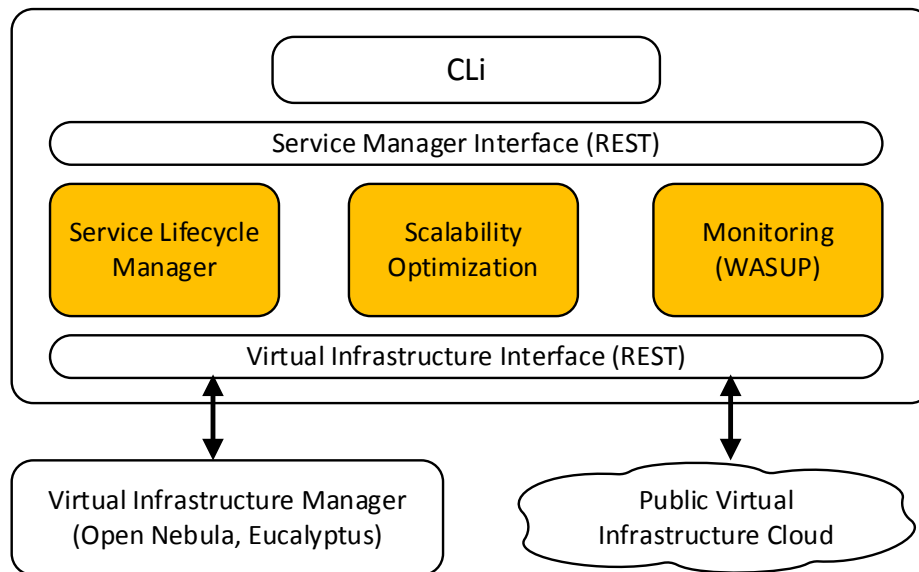 CLi
Service Manager Interface (REST)
Service Lifecycle
Manager
Scalability
Optimization
Monitoring
(WASUP)
Virtual Infrastructure Interface (REST)
Virtual Infrastructure Manager
(Open Nebula, Eucalyptus)
Public Virtual
Infrastructure Cloud